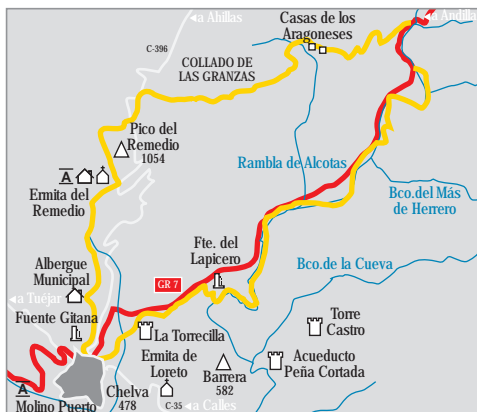 ◄a Ahillas
Casas de los
Aragoneses
◄a Andilla
C-396
COLLADO DE
LAS GRANZAS
Pico del
Remedio
1054
Rambla de Alcotas
A
Ermita del
Remedio
Bco.del Más
de Herrero
Fte. del
Lapicero
Albergue
Municipal
Bco.de la Cueva
GR 7
◄a Tuéjar
Fuente Gitana
La Torrecilla
Torre
Castro
Ermita de
Loreto
Barrera
582
Acueducto
Peña Cortada
A
Molino Puerto
Chelva
478
C-35
◄a Calles